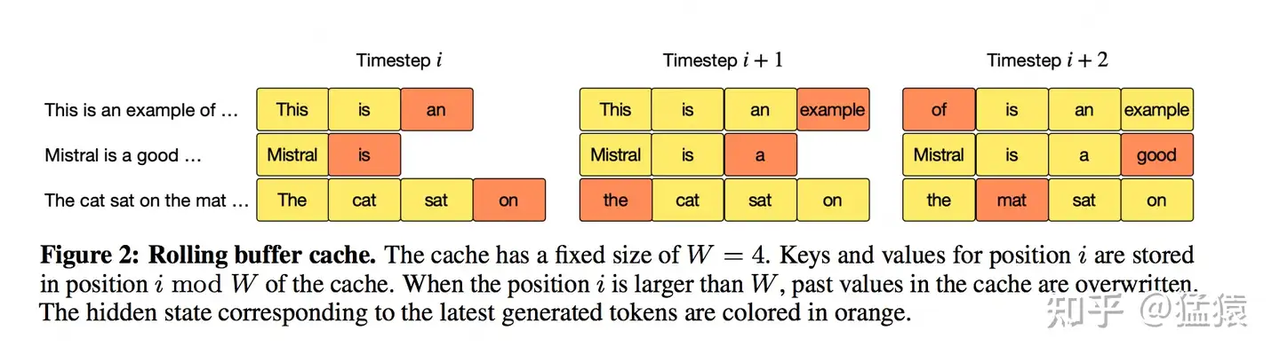 Timestep i Timestep i + 1 Timestep i + 2
This is an example of ... This is an This is an example of is an example
Mistral is a good ... Mistral is Mistral is a Mistral is a good
The cat sat on the mat ... The cat sat on the cat sat on the mat sat on
Figure 2: Rolling buffer cache. The cache has a fixed size of W = 4. Keys and values for position i are stored
in position i mod W of the cache. When the position i is larger than W, past values in the cache are overwritten.
The hidden state corresponding to the latest generated tokens are colored in orange.
知乎 @猛猿